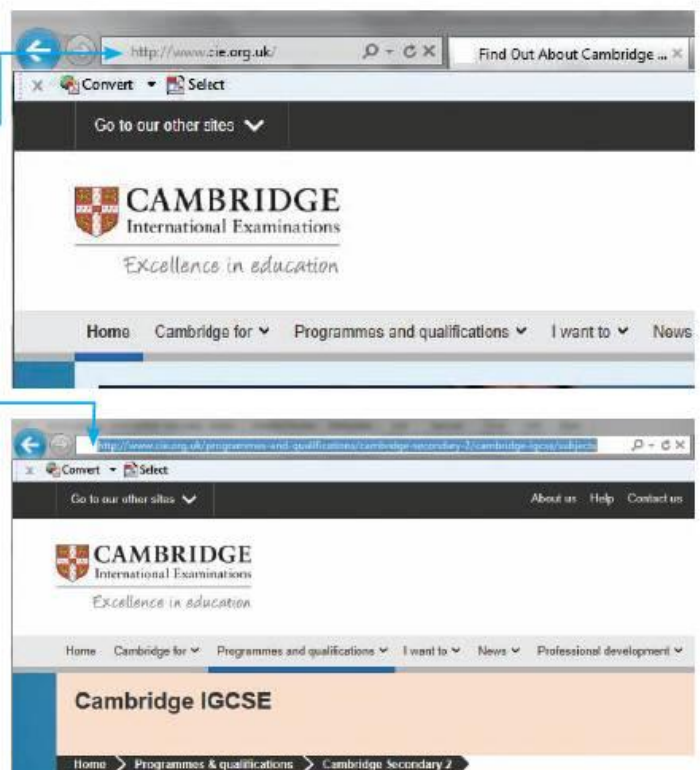 http://www.cie.org.uk/
Find Out About Cambridge ...
Convert Select
Go to our other sites
CAMBRIDGE
International Examinations
Excellence in education
Home Cambridge for Programmes and qualifications I want to News
http://www.cie.org.uk/programmes-and-qualifications/cambridge-secondary-2/cambridge-igcse/subjects
Convert Select
Go to our other sites About us Help Contact us
CAMBRIDGE
International Examinations
Excellence in education
Home Cambridge for Programmes and qualifications I want to News Professional development
Cambridge IGCSE
Home Programmes & qualifications Cambridge Secondary 2